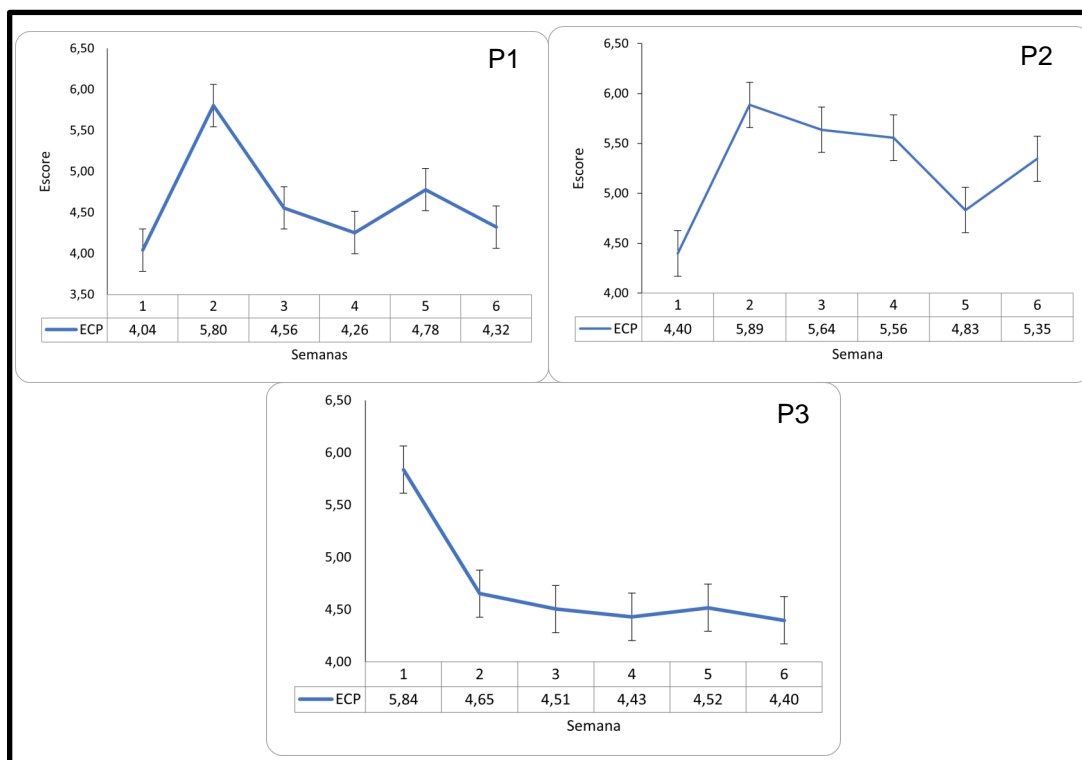 P1
6,50
6,00
5,50
5,00
4,50
4,00
3,50
Escore
1 2 3 4 5 6
ECP 4,04 5,80 4,56 4,26 4,78 4,32
Semanas
P2
6,50
6,00
5,50
5,00
4,50
4,00
Escore
1 2 3 4 5 6
ECP 4,40 5,89 5,64 5,56 4,83 5,35
Semana
P3
6,50
6,00
5,50
5,00
4,50
4,00
Escore
1 2 3 4 5 6
ECP 5,84 4,65 4,51 4,43 4,52 4,40
Semana